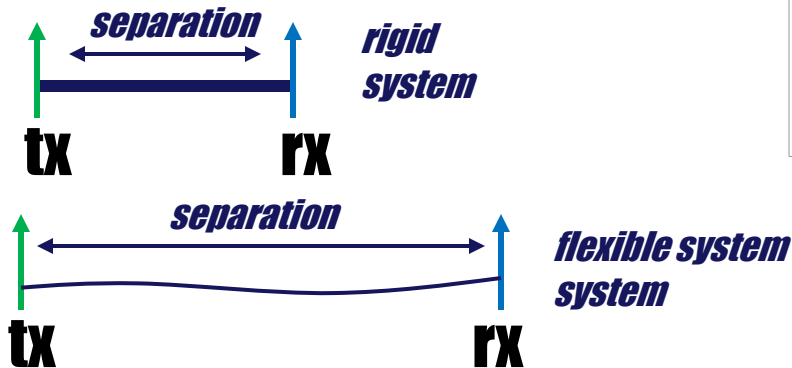 separation
rigid
system
tx
rx
separation
flexible system
system
tx
rx